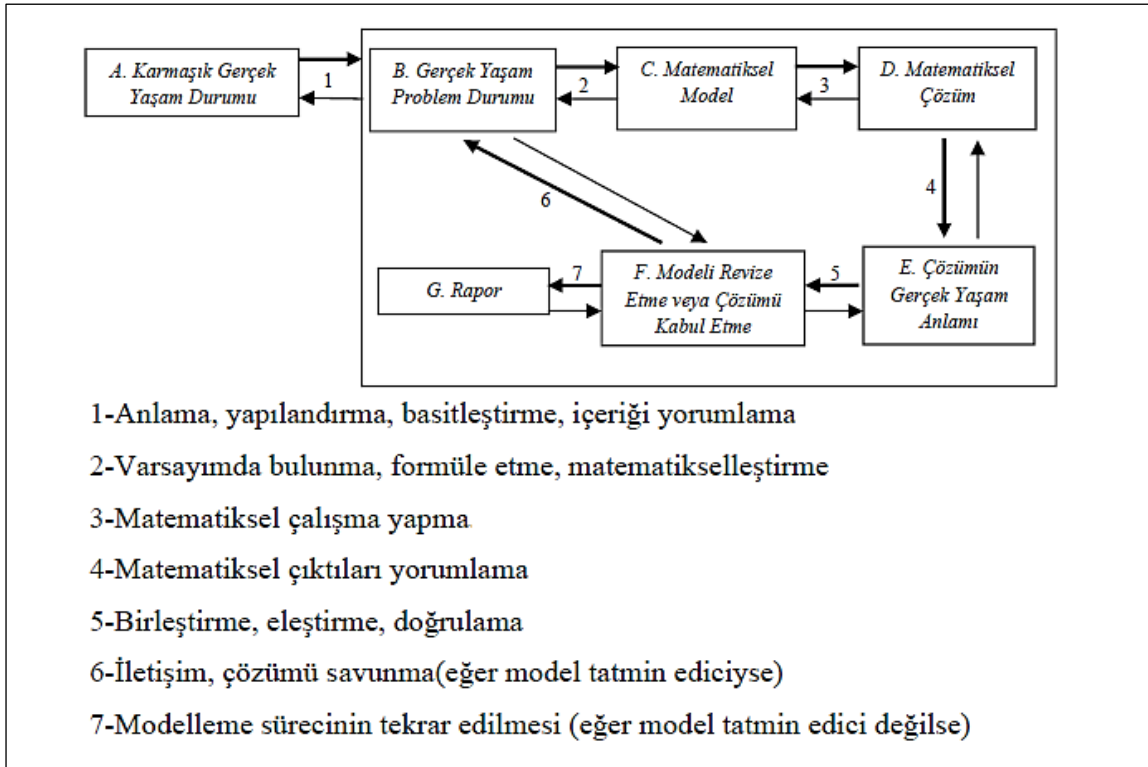 A. Karmaşık Gerçek
Yaşam Durumu
1
B. Gerçek Yaşam
Problem Durumu
2
C. Matematiksel
Model
3
D. Matematiksel
Çözüm
4
6
G. Rapor
7
F. Modeli Revize
Etme veya Çözümü
Kabul Etme
5
E. Çözümün
Gerçek Yaşam
Anlamı
1-Anlama, yapılandırma, basitleştirme, içeriği yorumlama
2-Varsayımda bulunma, formüle etme, matematikselleştirme
3-Matematiksel çalışma yapma
4-Matematiksel çıktıları yorumlama
5-Birleştirme, eleştirme, doğrulama
6-İletişim, çözümü savunma(eğer model tatmin ediciyse)
7-Modelleme sürecinin tekrar edilmesi (eğer model tatmin edici değilse)